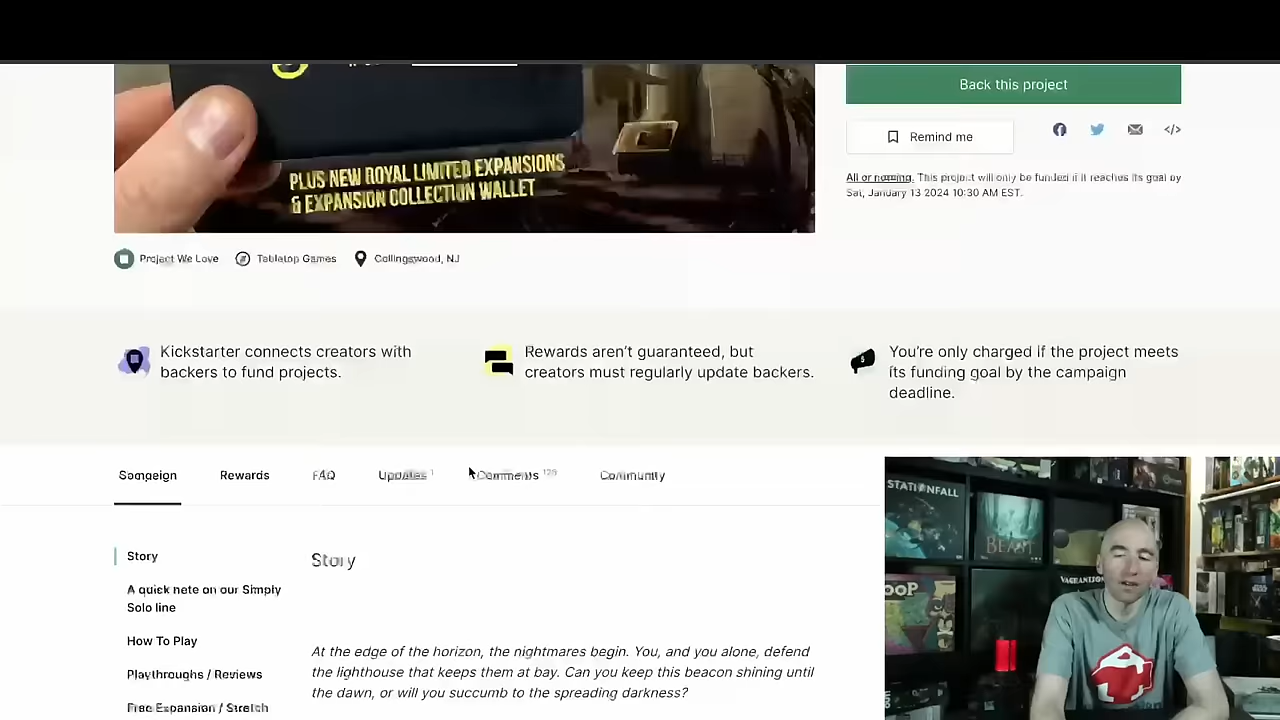 Back this project
Remind me
All or nothing. This project will only be funded if it reaches its goal by
Sat, January 13 2024 10:30 AM EST.
PLUS NEW ROYAL LIMITED EXPANSIONS
& EXPANSION COLLECTION WALLET
Project We Love
Tabletop Games
Collingswood, NJ
Kickstarter connects creators with
backers to fund projects.
Rewards aren't guaranteed, but
creators must regularly update backers.
You're only charged if the project meets
its funding goal by the campaign
deadline.
Campaign Rewards FAQ Updates 1 Comments Community
Story
A quick note on our Simply
Solo line
How To Play
Playthroughs / Reviews
Free Expansion / Stretch
Story
At the edge of the horizon, the nightmares begin. You, and you alone, defend
the lighthouse that keeps them at bay. Can you keep this beacon shining until
the dawn, or will you succumb to the spreading darkness?
STATIONFALL
BEAST
VAGRANTSONG